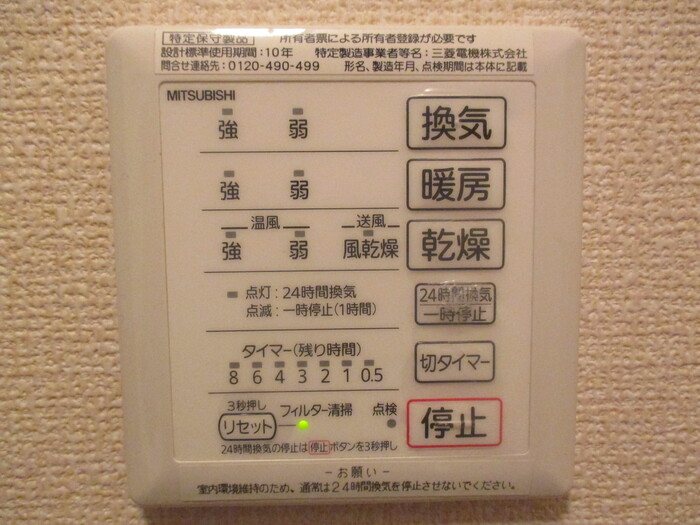 特定保守製品 所有者票による所有者登録が必要です
設計標準使用期間:10年 特定製造事業者等名:三菱電機株式会社
問合せ連絡先:0120-490-499 形名、製造年月、点検期間は本体に記載
MITSUBISHI
強 弱 換気
強 弱 暖房
温風 送風
強 弱 風乾燥 乾燥
点灯:24時間換気
点滅:一時停止(1時間)
24時間換気
一時停止
タイマー(残り時間)
8 6 4 3 2 1 0.5
切タイマー
3秒押し
リセット フィルター清掃 点検
停止
24時間換気の停止は停止ボタンを3秒押し
-お願い-
室内環境維持のため、通常は24時間換気を停止させないでください。